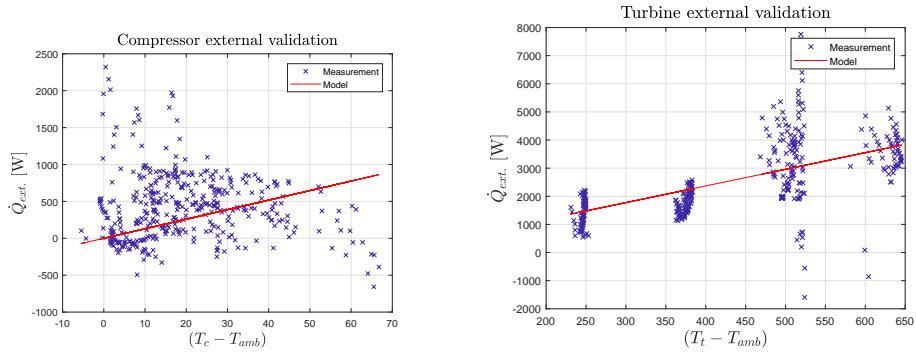 Compressor external validation
2500
2000
1500
1000
500
0
-500
-1000
-10 0 10 20 30 40 50 60 70
Q̇ext. [W]
(Tc − Tamb)
Measurement
Model
Turbine external validation
8000
7000
6000
5000
4000
3000
2000
1000
0
-1000
-2000
200 250 300 350 400 450 500 550 600 650
Q̇ext. [W]
(Tt − Tamb)
Measurement
Model